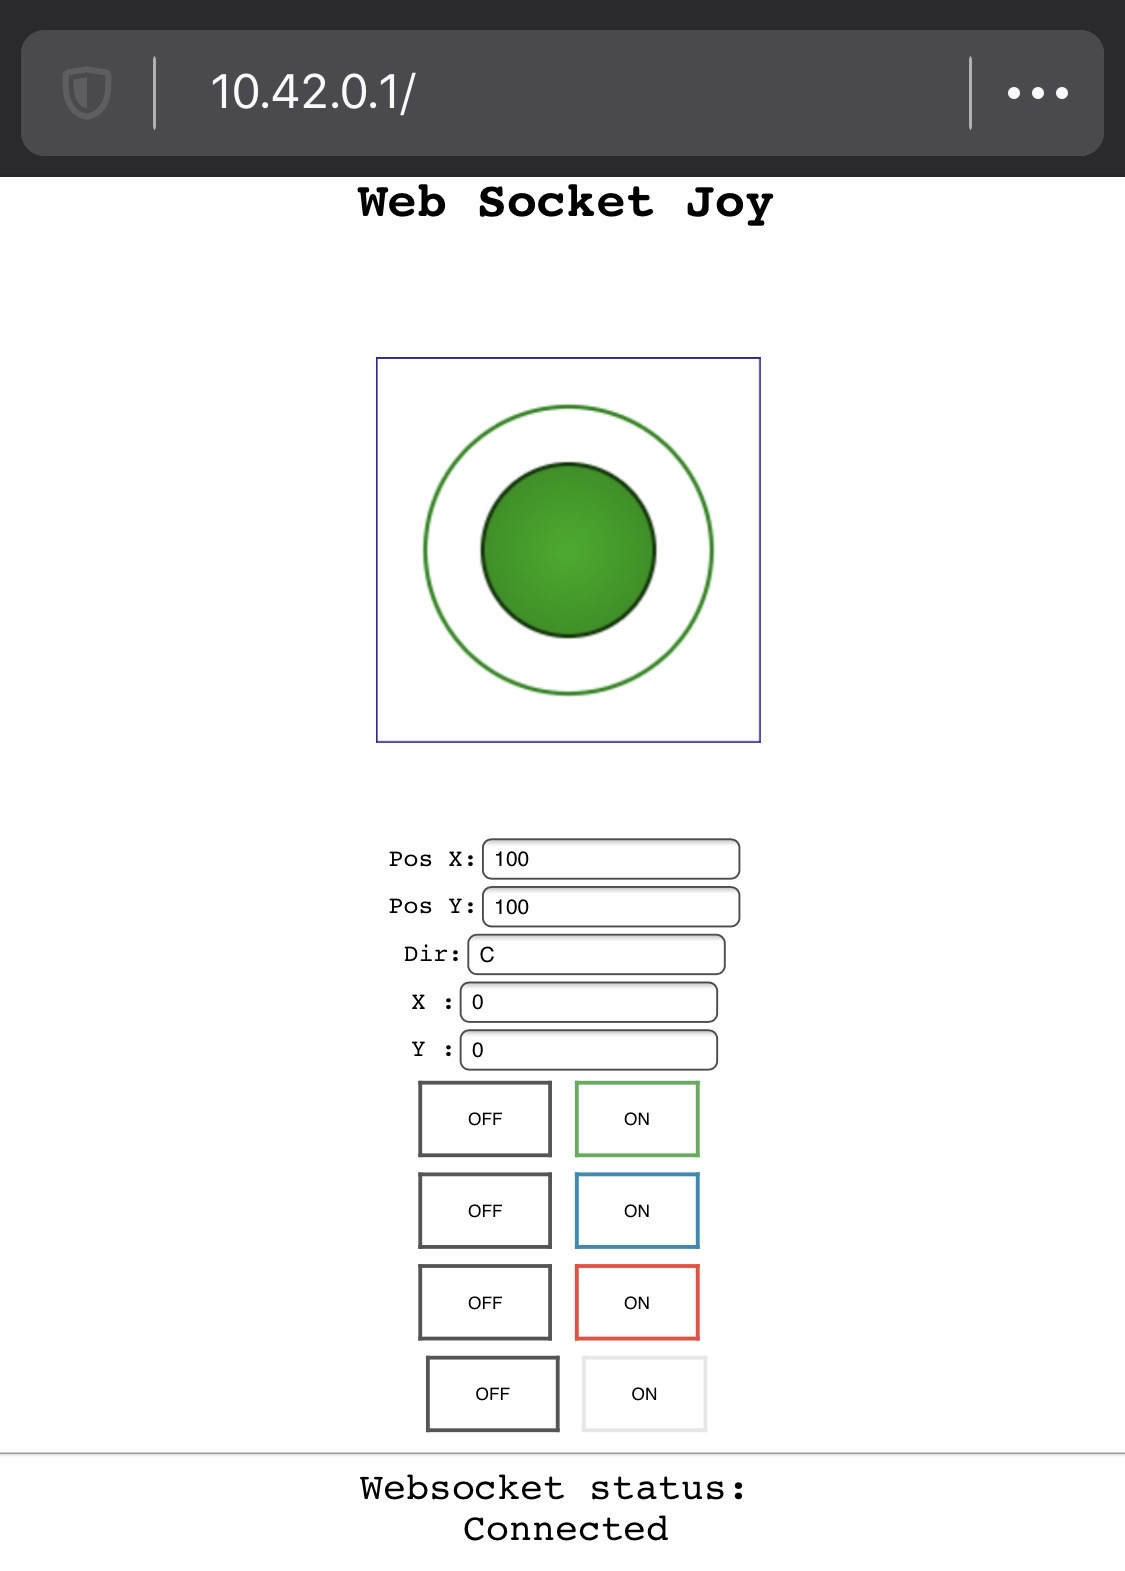 10.42.0.1/
Web Socket Joy
Pos X: 100
Pos Y: 100
Dir: C
X : 0
Y : 0
OFF ON
OFF ON
OFF ON
OFF ON
Websocket status:
Connected